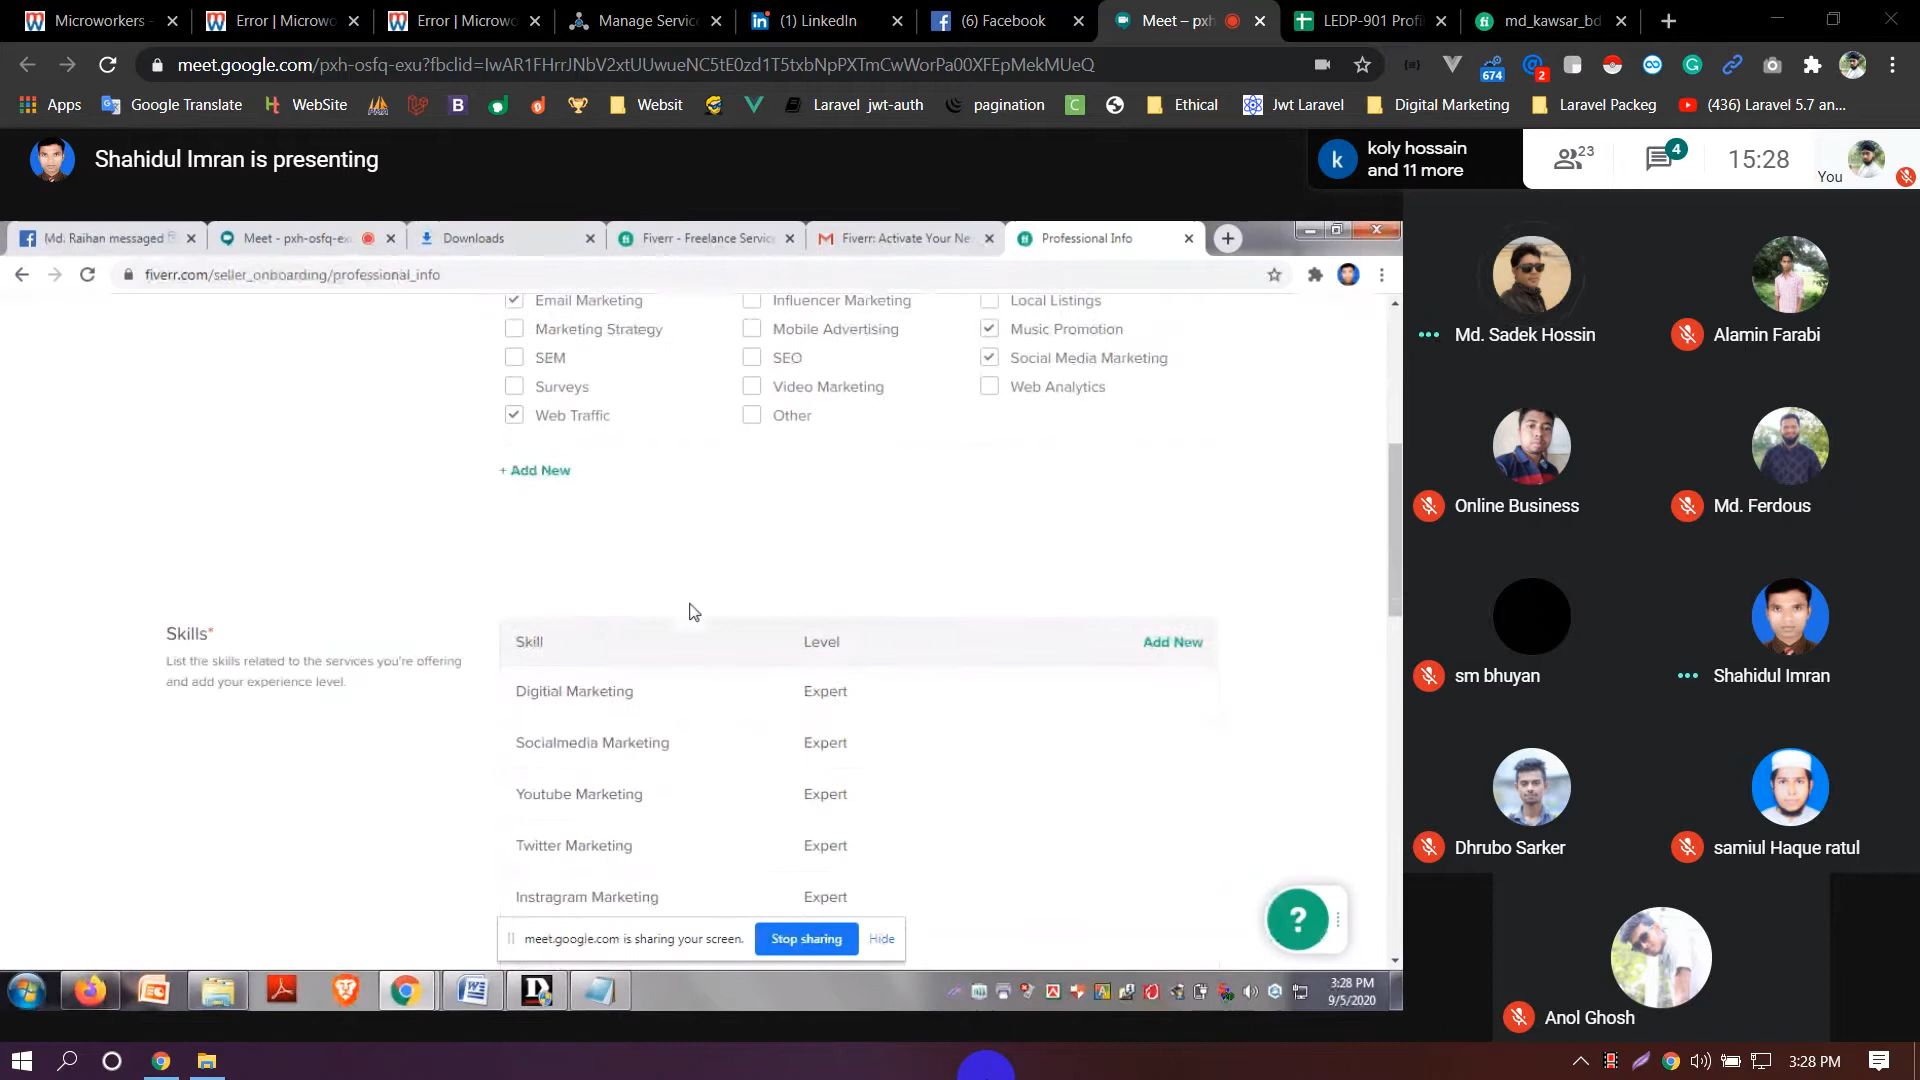 Microworkers -
Error | Microwo
Error | Microwo
Manage Servic
(1) LinkedIn
(6) Facebook
Meet – pxh
LEDP-901 Profi
md_kawsar_bd
meet.google.com/pxh-osfq-exu?fbclid=IwAR1FHrrJNbV2xtUUwueNC5tE0zd1T5txbNpPXTmCwWorPa00XFEpMekMUeQ
674
2
Apps
Google Translate
WebSite
Websit
Laravel jwt-auth
pagination
Ethical
Jwt Laravel
Digital Marketing
Laravel Packeg
(436) Laravel 5.7 an...
Shahidul Imran is presenting
k
koly hossain
and 11 more
23
4
15:28
You
Md. Raihan messaged
Meet - pxh-osfq-ex
Downloads
Fiverr - Freelance Servic
Fiverr: Activate Your Ne
Professional Info
fiverr.com/seller_onboarding/professional_info
Email Marketing
Influencer Marketing
Local Listings
Marketing Strategy
Mobile Advertising
Music Promotion
SEM
SEO
Social Media Marketing
Surveys
Video Marketing
Web Analytics
Web Traffic
Other
+ Add New
Skills*
List the skills related to the services you're offering
and add your experience level.
Skill
Level
Add New
Digitial Marketing
Expert
Socialmedia Marketing
Expert
Youtube Marketing
Expert
Twitter Marketing
Expert
Instragram Marketing
Expert
meet.google.com is sharing your screen.
Stop sharing
Hide
?
3:28 PM
9/5/2020
Md. Sadek Hossin
Alamin Farabi
Online Business
Md. Ferdous
sm bhuyan
Shahidul Imran
Dhrubo Sarker
samiul Haque ratul
Anol Ghosh
3:28 PM